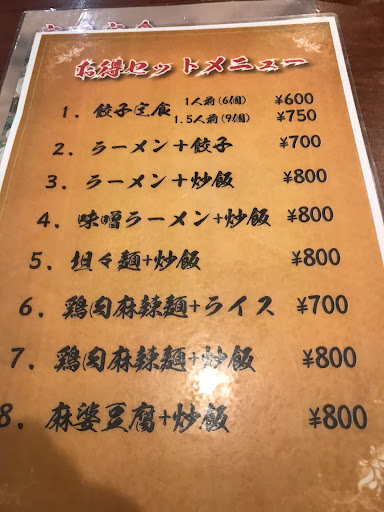 お得セットメニュー
1. 餃子定食 1人前(6個) ¥600
1.5人前(9個) ¥750
2. ラーメン+餃子 ¥700
3. ラーメン+炒飯 ¥800
4. 味噌ラーメン+炒飯 ¥800
5. 坦々麺+炒飯 ¥800
6. 鶏肉麻辣麺+ライス ¥700
7. 鶏肉麻辣麺+炒飯 ¥800
8. 麻婆豆腐+炒飯 ¥800